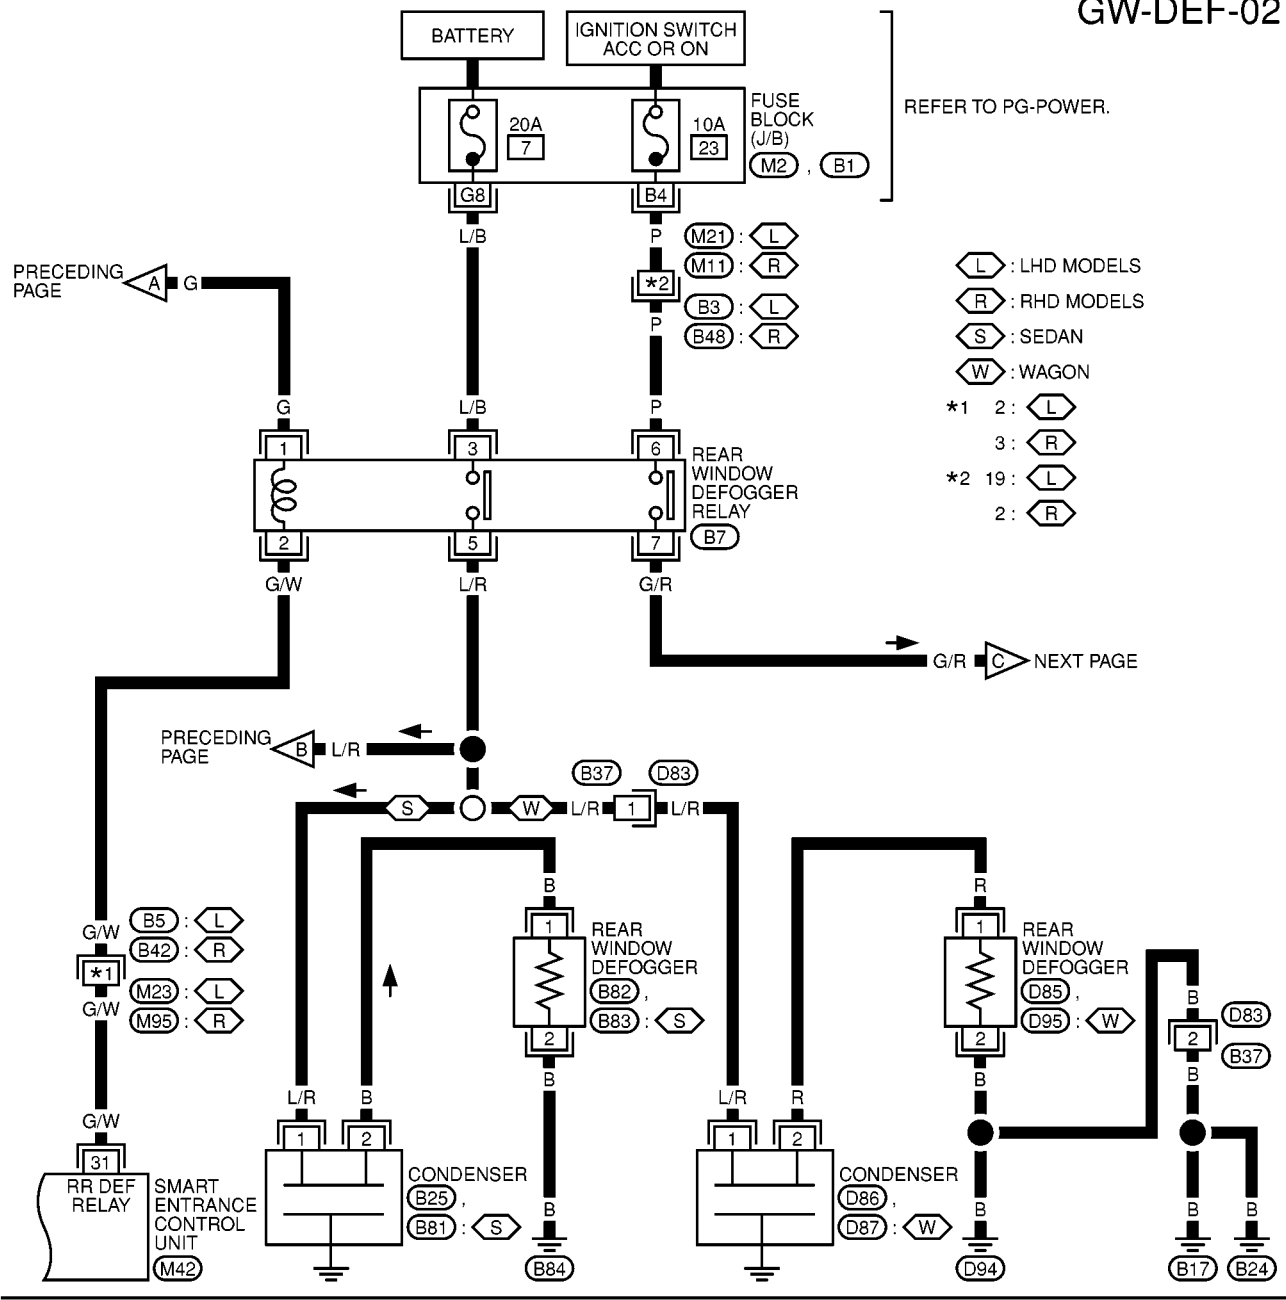 GW-DEF-02
BATTERY
IGNITION SWITCH
ACC OR ON
20A
7
10A
23
FUSE
BLOCK
(J/B)
M2 , B1
REFER TO PG-POWER.
G8
B4
L/B
P
M21 : L
M11 : R
*2
B3 : L
B48 : R
P
PRECEDING
PAGE
A
G
L : LHD MODELS
R : RHD MODELS
S : SEDAN
W : WAGON
*1 2 : L
3 : R
*2 19 : L
2 : R
G
L/B
P
1
3
6
REAR
WINDOW
DEFOGGER
RELAY
B7
2
5
7
G/W
L/R
G/R
G/R
C
NEXT PAGE
PRECEDING
PAGE
B
L/R
B37
D83
S
W
L/R
1
L/R
B
R
G/W
B5 : L
B42 : R
*1
M23 : L
M95 : R
G/W
1
REAR
WINDOW
DEFOGGER
B82 ,
B83 : S
2
B
1
REAR
WINDOW
DEFOGGER
D85 ,
D95 : W
2
B
B
D83
2
B37
B
G/W
L/R
B
L/R
R
31
RR DEF
RELAY
SMART
ENTRANCE
CONTROL
UNIT
M42
1
2
CONDENSER
B25 ,
B81 : S
B
B84
1
2
CONDENSER
D86 ,
D87 : W
B
D94
B
B17
B
B24